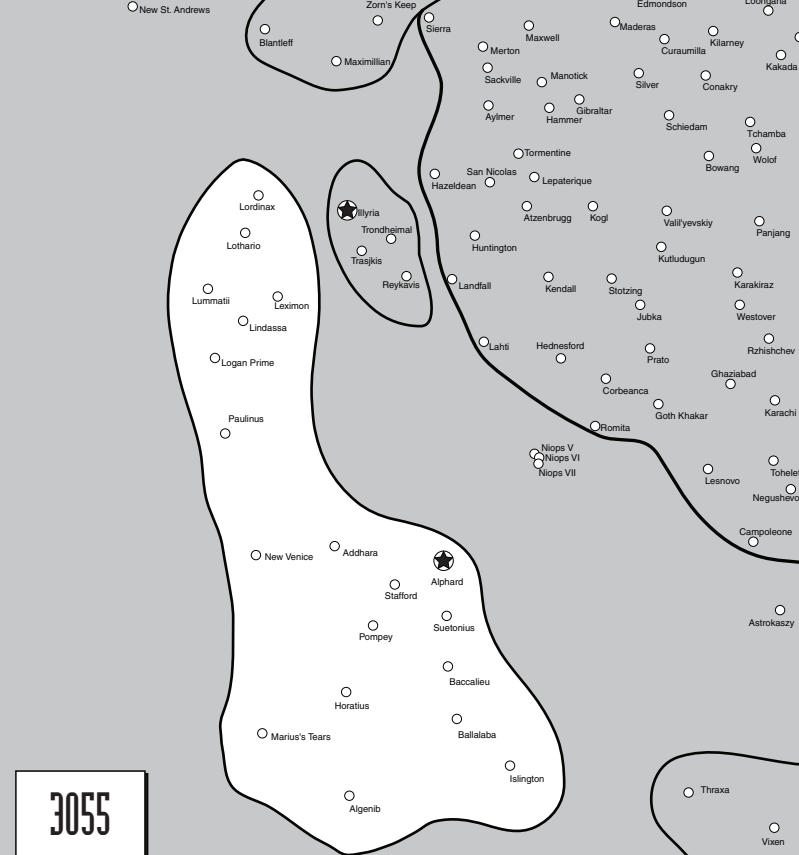 Edmondson
Loongana
Zorn's Keep
New St. Andrews
Sierra
Maderas
Blantleff
Maxwell
Kilarney
Merton
Curaumilla
Maximillian
Kakada
Sackville
Manotick
Silver
Conakry
Gibraltar
Aylmer
Hammer
Schiedam
Tchamba
Tormentine
Wolof
Bowang
San Nicolas
Lepaterique
Hazeldean
Lordinax
Illyria
Atzenbrugg
Kogl
Valil'yevskiy
Trondheimal
Panjang
Lothario
Huntington
Trasjkis
Kutludugun
Reykavis
Landfall
Kendall
Stotzing
Karakiraz
Lummatii
Leximon
Jubka
Westover
Lindassa
Lahti
Hednesford
Rzhishchev
Logan Prime
Prato
Ghaziabad
Corbeanca
Paulinus
Goth Khakar
Karachi
Romita
Niops V
Niops VI
Niops VII
Tohelet
Lesnovo
Negushevo
Campoleone
New Venice
Addhara
Alphard
Stafford
Astrokaszy
Suetonius
Pompey
Baccalieu
Horatius
Marius's Tears
Ballalaba
Islington
Thraxa
Algenib
3055
Vixen